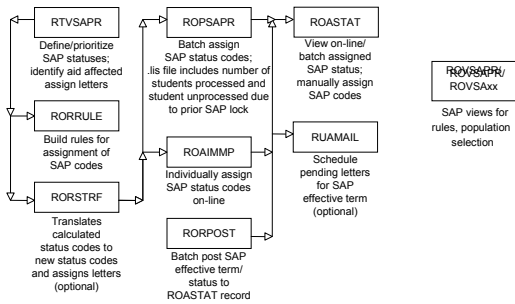 RTVSAPR
Define/prioritize
SAP statuses;
identify aid affected
assign letters
RORRULE
Build rules for
assignment of
SAP codes
RORSTRF
Translates
calculated
status codes to
new status codes
and assigns letters
(optional)
ROPSAPR
Batch assign
SAP status codes;
.lis file includes number of
students processed and
student unprocessed due
to prior SAP lock
ROAIMMP
Individually assign
SAP status codes
on-line
RORPOST
Batch post SAP
effective term/
status to
ROASTAT record
ROASTAT
View on-line/
batch assigned
SAP status;
manually assign
SAP codes
RUAMAIL
Schedule
pending letters
for SAP
effective term
(optional)
ROVSAPR/
ROVSAPR/
ROVSAxx
SAP views for
rules, population
selection